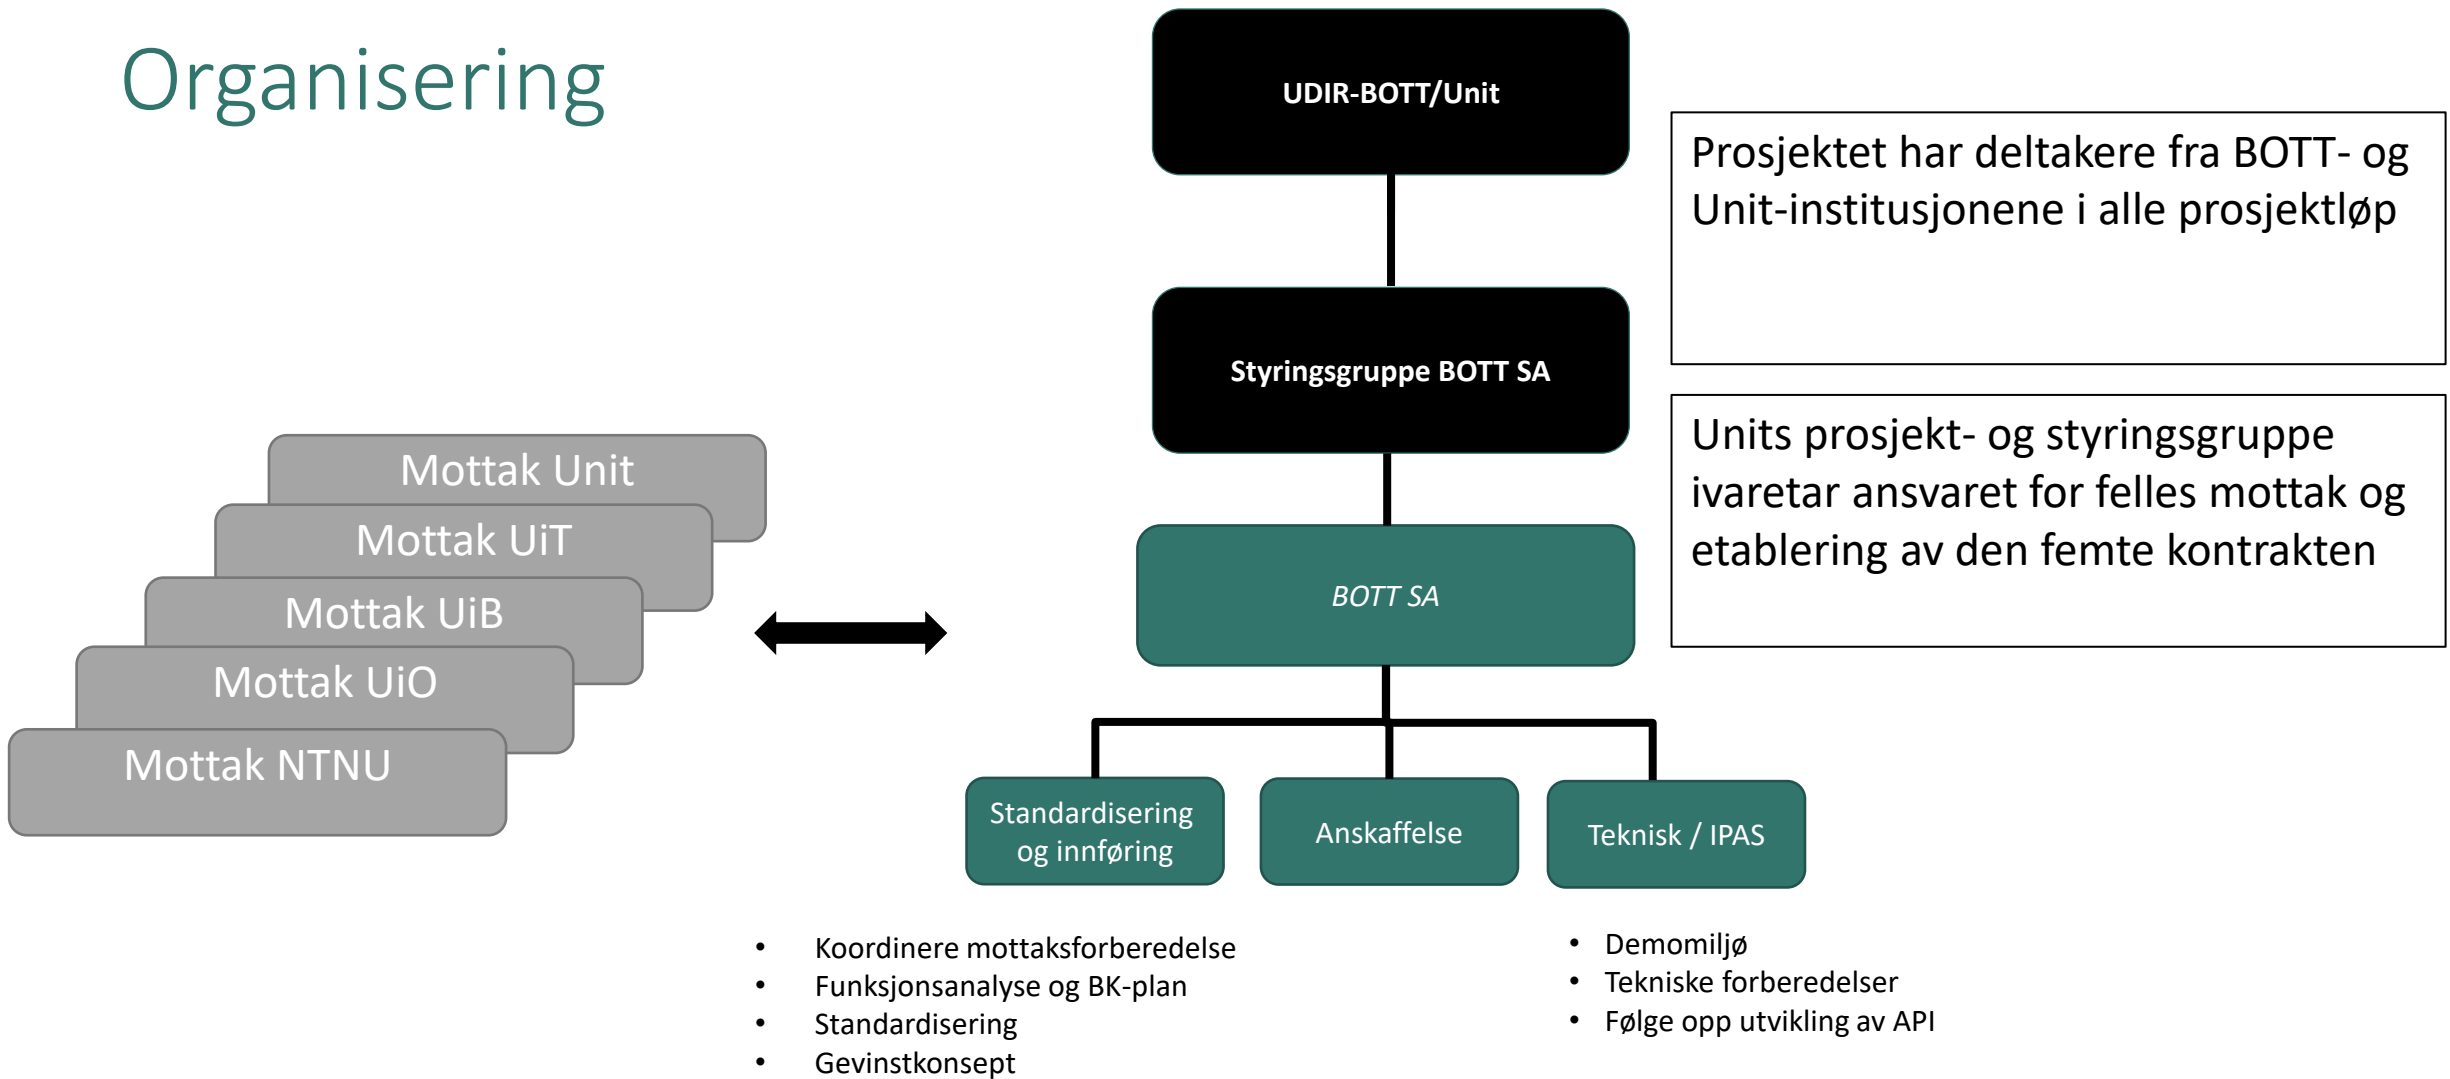 Organisering
UDIR-BOTT/Unit
Prosjektet har deltakere fra BOTT- og
Unit-institusjonene i alle prosjektløp
Styringsgruppe BOTT SA
Units prosjekt- og styringsgruppe
ivaretar ansvaret for felles mottak og
etablering av den femte kontrakten
Mottak Unit
Mottak UiT
Mottak UiB
Mottak UiO
Mottak NTNU
BOTT SA
Standardisering
og innføring
Anskaffelse
Teknisk / IPAS
• Koordinere mottaksforberedelse
• Funksjonsanalyse og BK-plan
• Standardisering
• Gevinstkonsept
• Demomiljø
• Tekniske forberedelser
• Følge opp utvikling av API